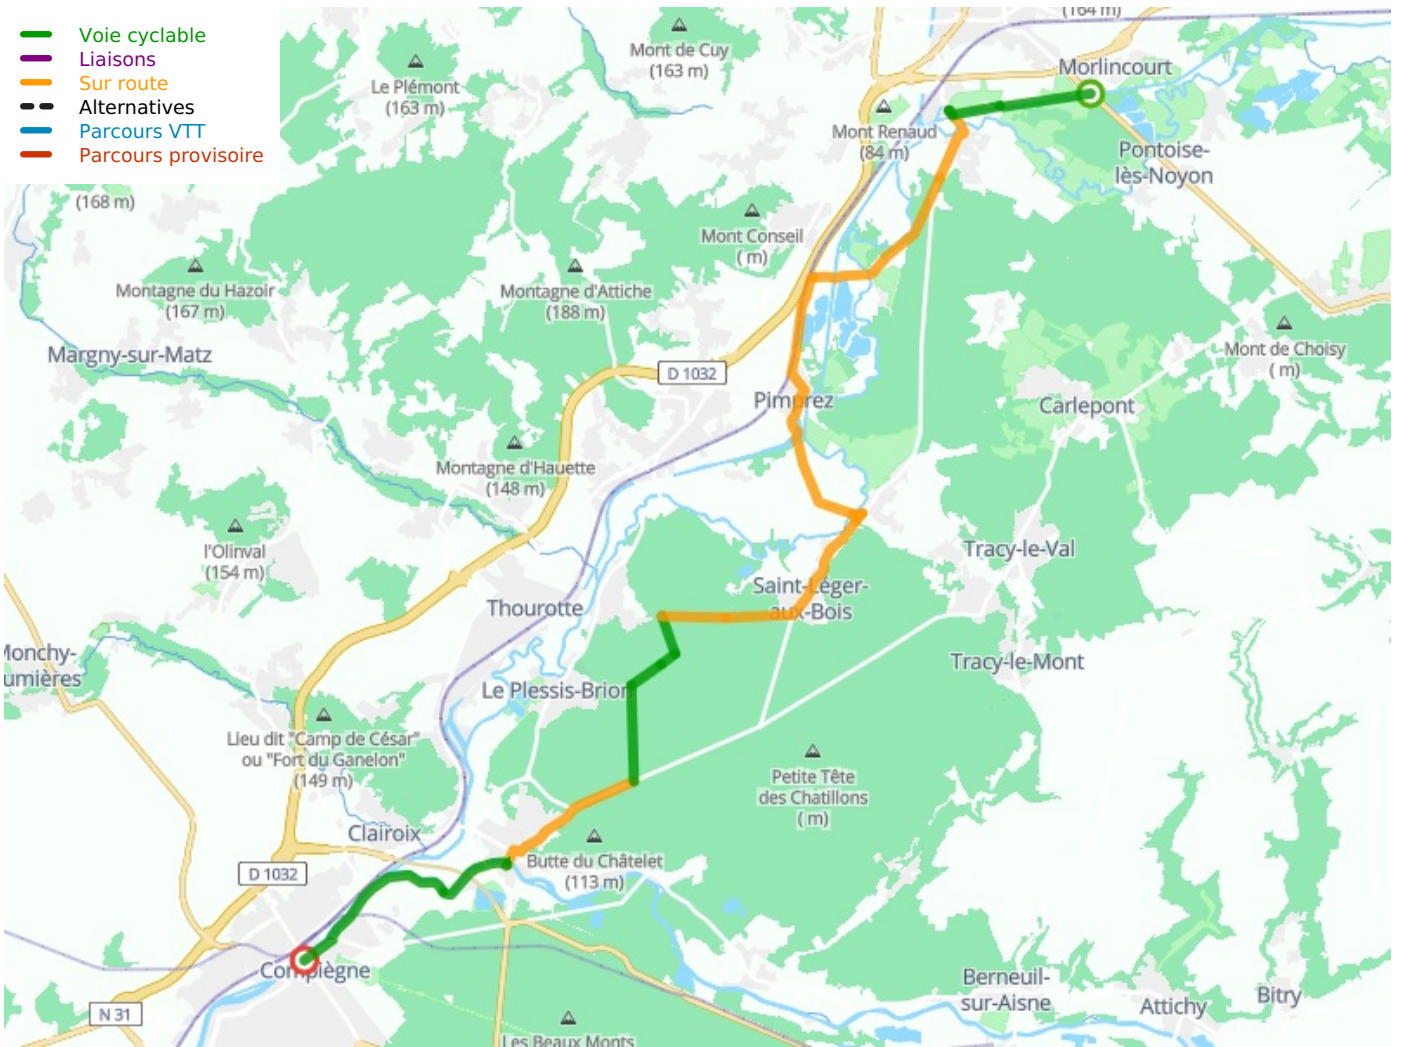 Voie cyclable
Liaisons
Sur route
Alternatives
Parcours VTT
Parcours provisoire
(164 m)
Mont de Cuy
(163 m)
Le Plémont
(163 m)
Morlincourt
Mont Renaud
(84 m)
Pontoise-
lès-Noyon
(168 m)
Mont Conseil
( m)
Montagne du Hazoir
(167 m)
Montagne d'Attiche
(188 m)
Margny-sur-Matz
Mont de Choisy
( m)
D 1032
Pimprez
Carlepont
Montagne d'Hauette
(148 m)
l'Olinval
(154 m)
Tracy-le-Val
Saint-Léger-
aux-Bois
Thourotte
Monchy-
umières
Tracy-le-Mont
Le Plessis-Brion
Lieu dit "Camp de César"
ou "Fort du Ganelon"
(149 m)
Petite Tête
des Chatillons
( m)
Clairoix
Butte du Châtelet
(113 m)
D 1032
Compiègne
Berneuil-
sur-Aisne
Attichy
Bitry
N 31
Les Beaux Monts